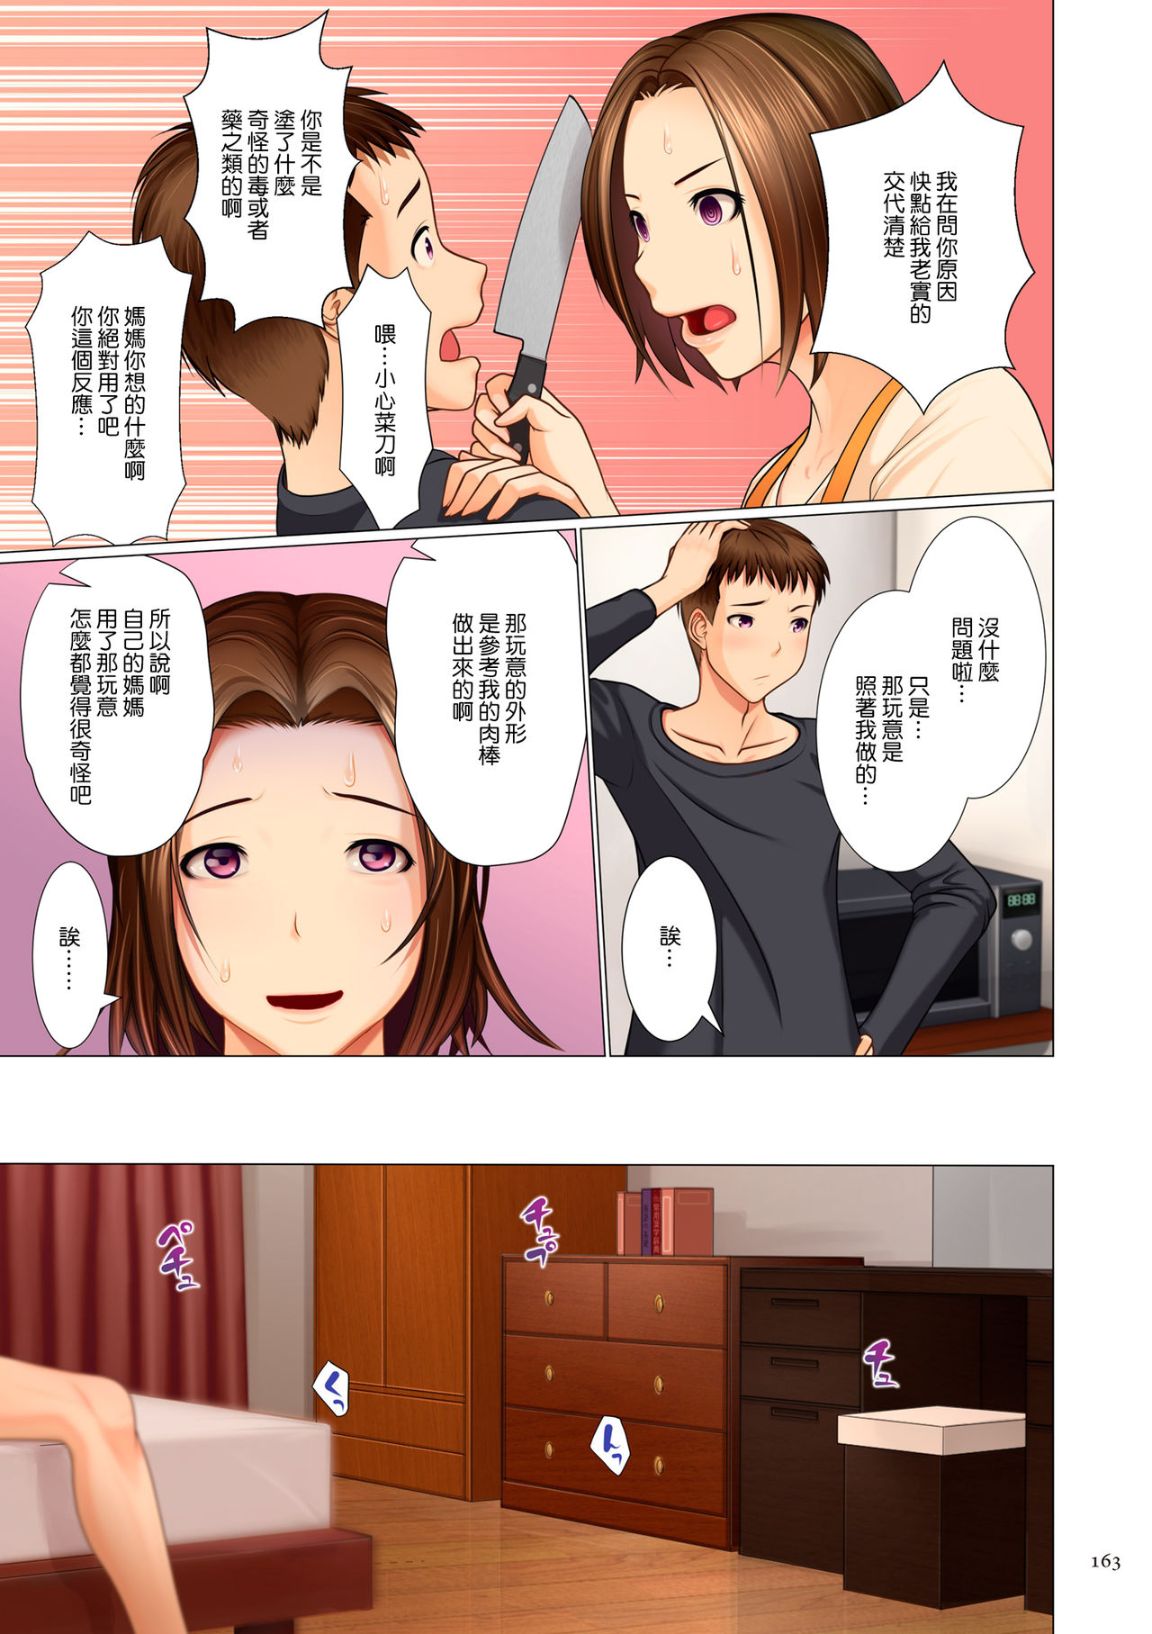 我在問你原因
快點給我老實的
交代清楚
你是不是
塗了什麼
奇怪的毒或者
藥之類的啊
喂…小心菜刀啊
媽媽你想的什麼啊
你絕對用了吧
你這個反應…
沒什麼
問題啦…
只是…
那玩意是
照著我做的…
誒…
那玩意的外形
是參考我的肉棒
做出來的啊
所以說啊
自己的媽媽
用了那玩意
怎麼都覺得很奇怪吧
誒……
チュプ
ペチュ
チュ
くっ
んっ
163